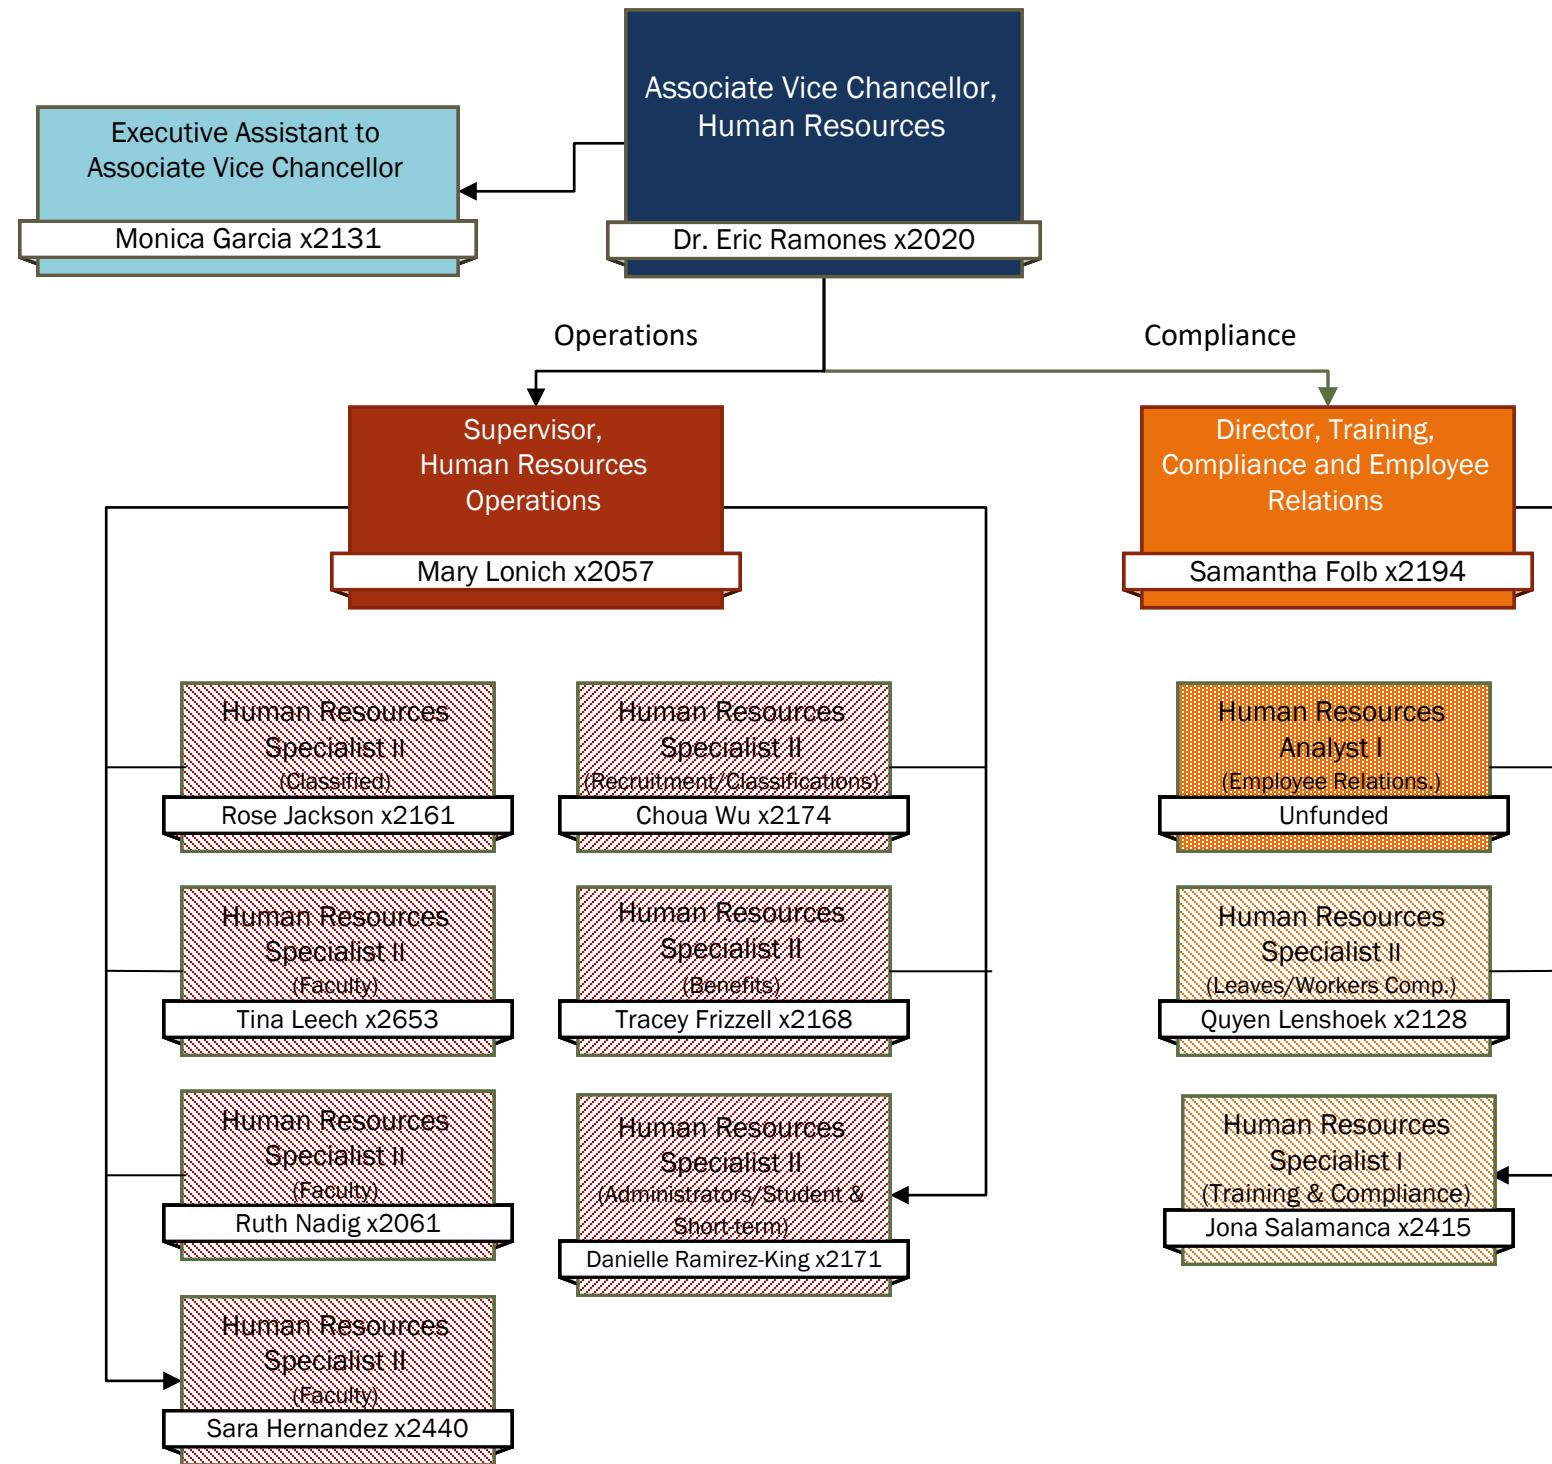 Associate Vice Chancellor,
Human Resources
Dr. Eric Ramones x2020
Executive Assistant to
Associate Vice Chancellor
Monica Garcia x2131
Operations
Compliance
Supervisor,
Human Resources
Operations
Mary Lonich x2057
Director, Training,
Compliance and Employee
Relations
Samantha Folb x2194
Human Resources
Specialist II
(Classified)
Rose Jackson x2161
Human Resources
Specialist II
(Recruitment/Classifications)
Choua Wu x2174
Human Resources
Analyst I
(Employee Relations.)
Unfunded
Human Resources
Specialist II
(Faculty)
Tina Leech x2653
Human Resources
Specialist II
(Benefits)
Tracey Frizzell x2168
Human Resources
Specialist II
(Leaves/Workers Comp.)
Quyen Lenshoek x2128
Human Resources
Specialist II
(Faculty)
Ruth Nadig x2061
Human Resources
Specialist II
(Administrators/Student &
Short-term)
Danielle Ramirez-King x2171
Human Resources
Specialist I
(Training & Compliance)
Jona Salamanca x2415
Human Resources
Specialist II
(Faculty)
Sara Hernandez x2440